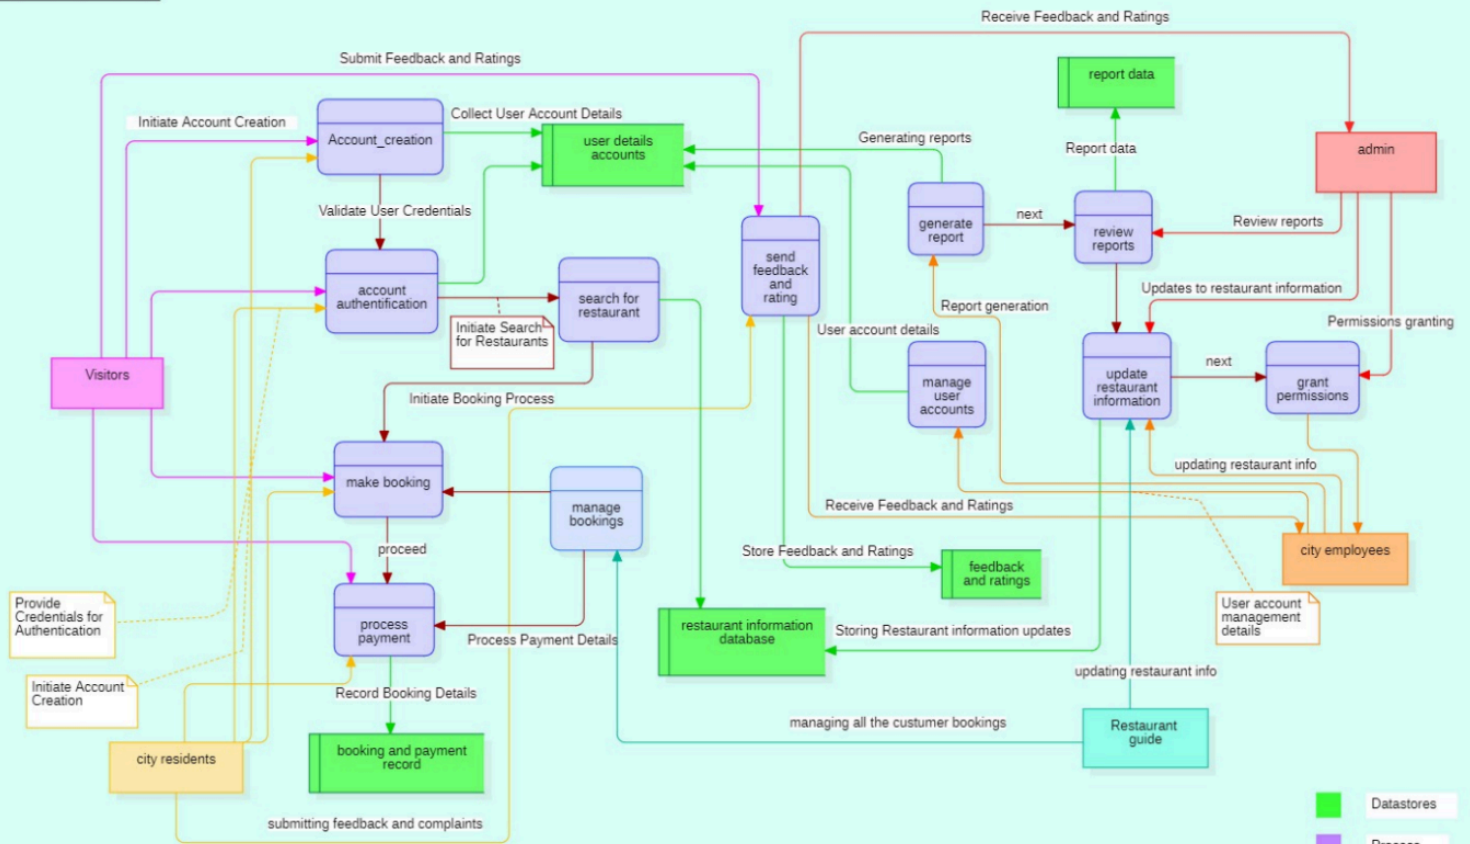 Receive Feedback and Ratings
Submit Feedback and Ratings
report data
Initiate Account Creation
Account_creation
Collect User Account Details
user details
accounts
Generating reports
Report data
admin
Validate User Credentials
generate
report
next
review
reports
Review reports
send
feedback
and
rating
account
authentification
search for
restaurant
Initiate Search
for Restaurants
User account details
Report generation
Updates to restaurant information
Permissions granting
Visitors
manage
user
accounts
update
restaurant
information
next
grant
permissions
Initiate Booking Process
make booking
manage
bookings
updating restaurant info
Receive Feedback and Ratings
proceed
Store Feedback and Ratings
feedback
and ratings
city employees
Provide
Credentials for
Authentication
process
payment
Process Payment Details
restaurant information
database
Storing Restaurant information updates
User account
management
details
Initiate Account
Creation
Record Booking Details
updating restaurant info
managing all the custumer bookings
Restaurant
guide
city residents
booking and payment
record
submitting feedback and complaints
Datastores
Process